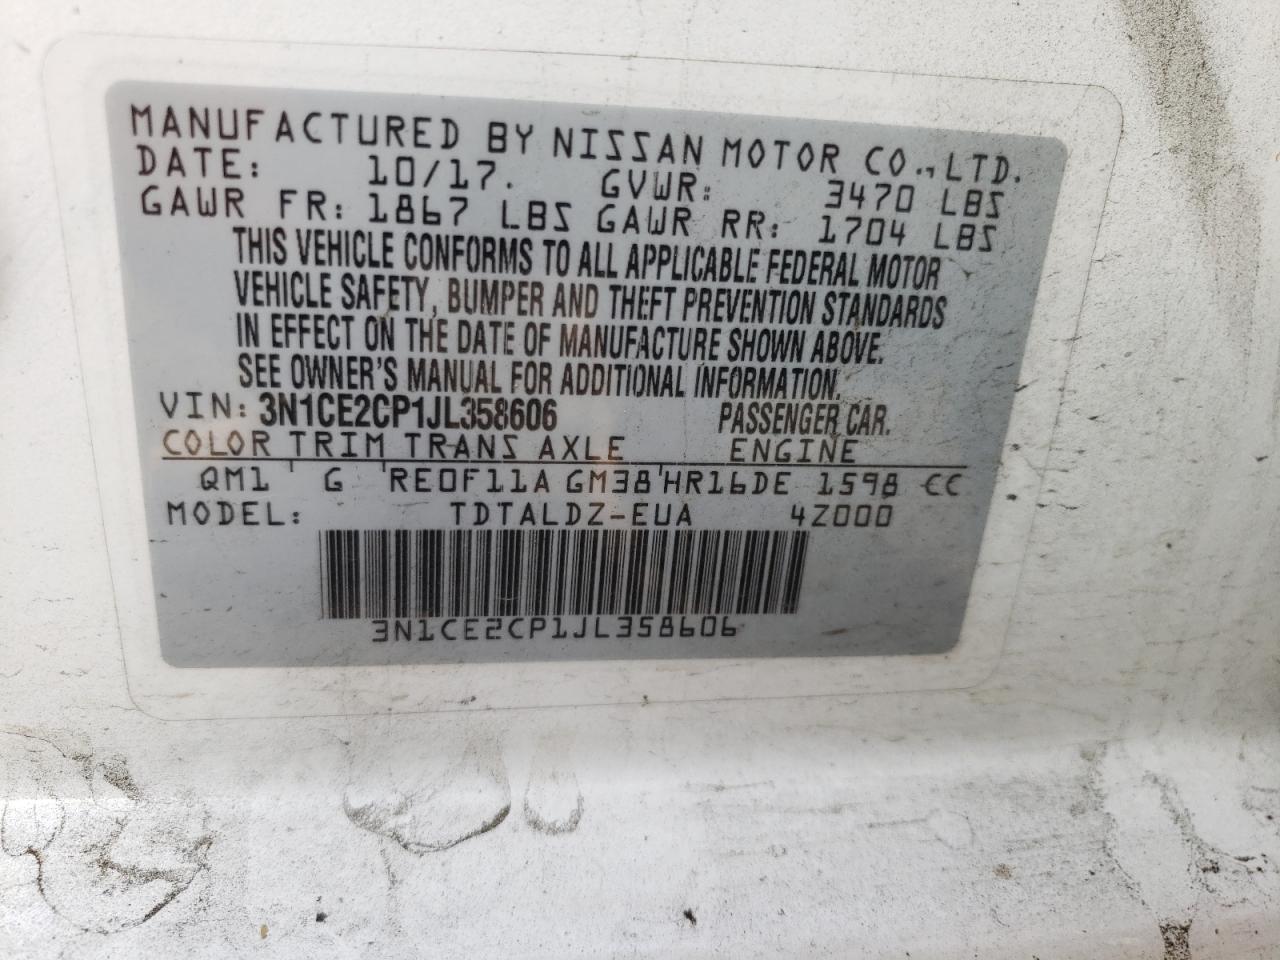 MANUFACTURED BY NISSAN MOTOR CO., LTD.
DATE: 10/17. GVWR: 3470 LBS
GAWR FR: 1867 LBS GAWR RR: 1704 LBS
THIS VEHICLE CONFORMS TO ALL APPLICABLE FEDERAL MOTOR
VEHICLE SAFETY, BUMPER AND THEFT PREVENTION STANDARDS
IN EFFECT ON THE DATE OF MANUFACTURE SHOWN ABOVE.
SEE OWNER'S MANUAL FOR ADDITIONAL INFORMATION.
VIN: 3N1CE2CP1JL358606 PASSENGER CAR.
COLOR TRIM TRANS AXLE ENGINE
QM1 ' G 'RE0F11A GM38'HR16DE 1598 CC
MODEL: TDTALDZ-EUA 4Z000
3N1CE2CP1JL358606